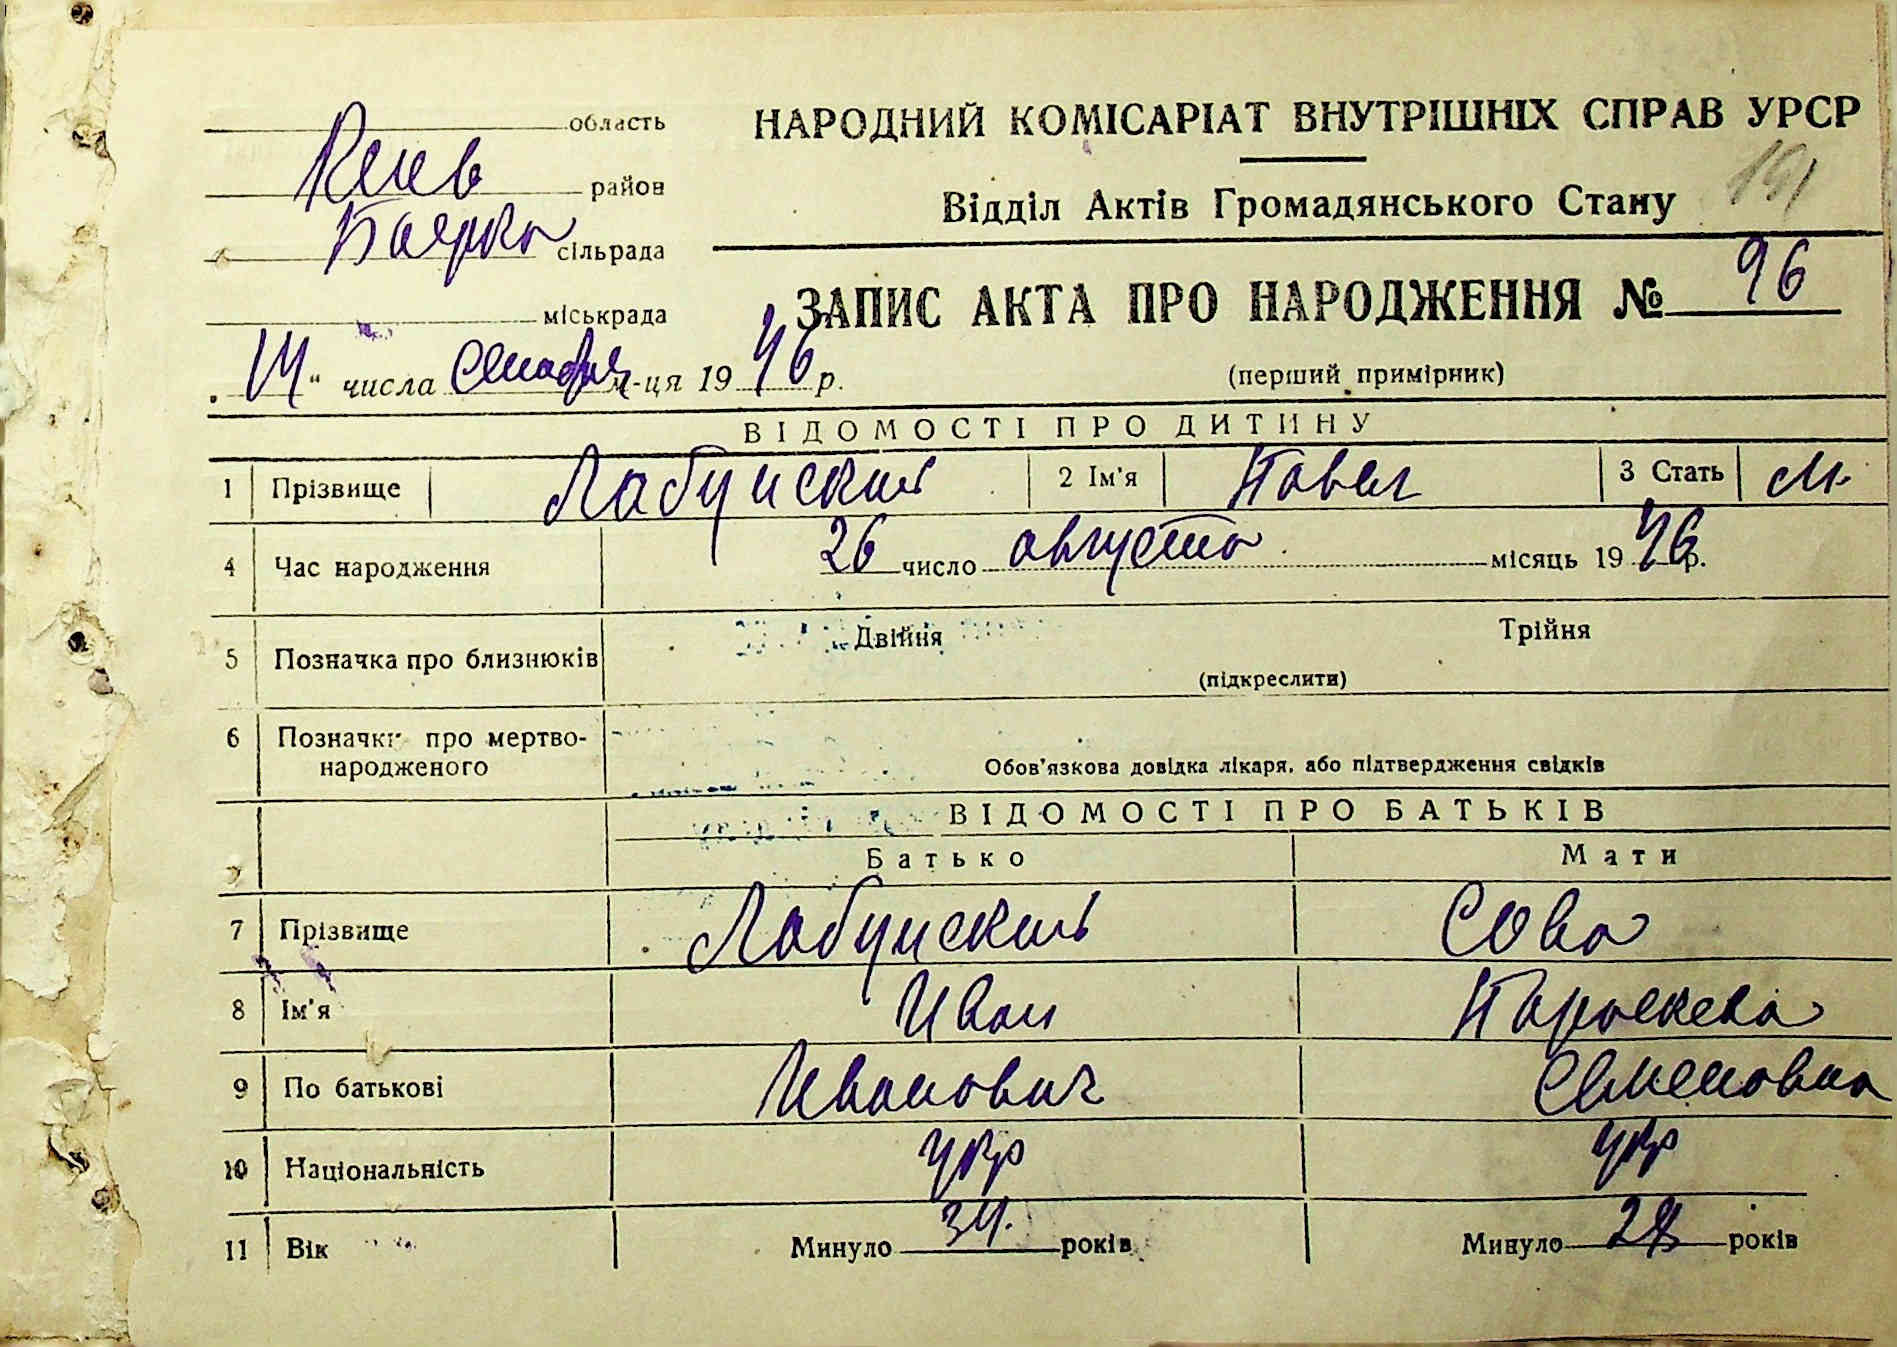 область
Киев район
Боярка сільрада
міськрада
НАРОДНИЙ КОМІСАРІАТ ВНУТРІШНІХ СПРАВ УРСР
191
Відділ Актів Громадянського Стану
ЗАПИС АКТА ПРО НАРОДЖЕННЯ № 96
„14“ числа Сентября м-ця 1946 р.
(перший примірник)
ВІДОМОСТІ ПРО ДИТИНУ
1 Прізвище Лабунский 2 Ім'я Павел 3 Стать М.
4 Час народження 26 число августа місяць 1946 р.
5 Позначка про близнюків Двійня Трійня
(підкреслити)
6 Позначки про мертво-
народженого Обов'язкова довідка лікаря, або підтвердження свідків
ВІДОМОСТІ ПРО БАТЬКІВ
Батько Мати
7 Прізвище Лабунский Сова
8 Ім'я Иван Парасксва
9 По батькові Иванович Семеновна
10 Національність укр укр
11 Вік Минуло 34. років Минуло 28 років